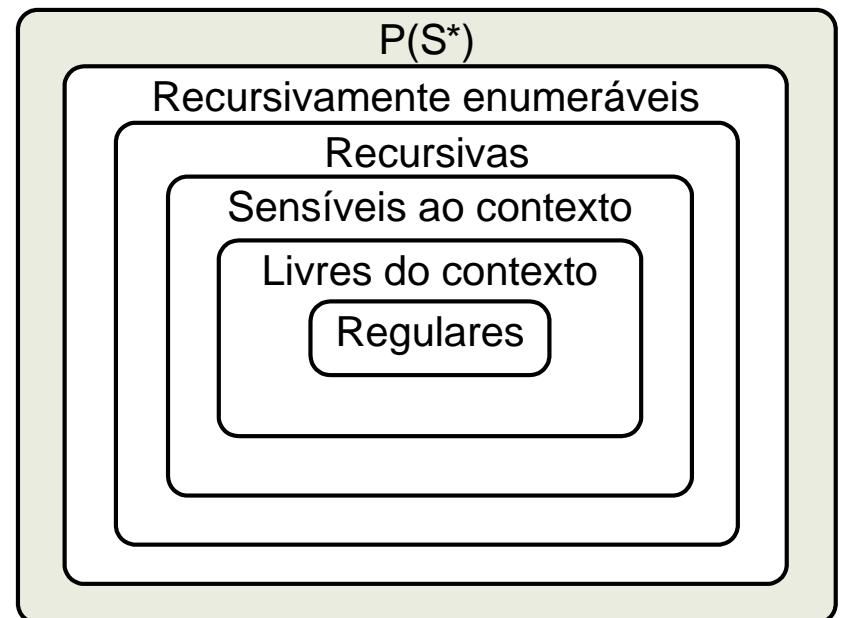 P(S*)
Recursivamente enumeráveis
Recursivas
Sensíveis ao contexto
Livres do contexto
Regulares